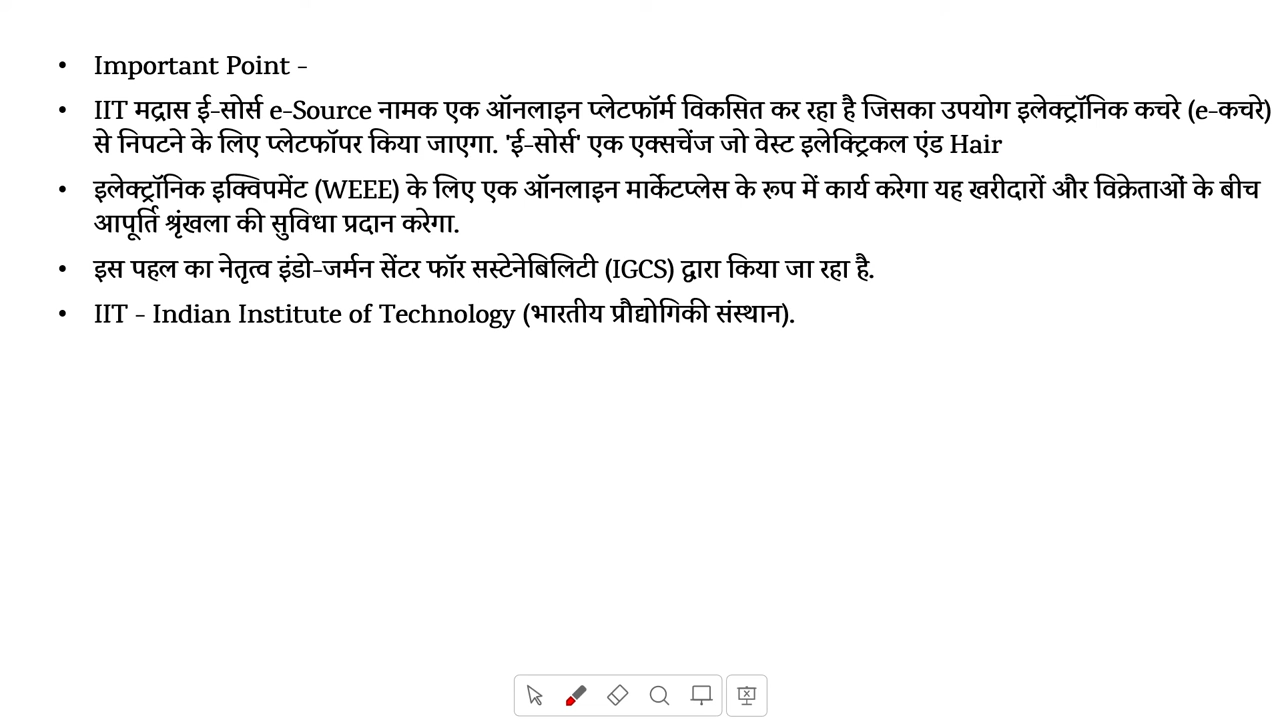 • Important Point -
• IIT मद्रास ई-सोर्स e-Source नामक एक ऑनलाइन प्लेटफॉर्म विकसित कर रहा है जिसका उपयोग इलेक्ट्रॉनिक कचरे (e-कचरे)
से निपटने के लिए प्लेटफॉपर किया जाएगा. 'ई-सोर्स' एक एक्सचेंज जो वेस्ट इलेक्ट्रिकल एंड Hair
• इलेक्ट्रॉनिक इक्विपमेंट (WEEE) के लिए एक ऑनलाइन मार्केटप्लेस के रूप में कार्य करेगा यह खरीदारों और विक्रेताओं के बीच
आपूर्ति श्रृंखला की सुविधा प्रदान करेगा.
• इस पहल का नेतृत्व इंडो-जर्मन सेंटर फॉर सस्टेनेबिलिटी (IGCS) द्वारा किया जा रहा है.
• IIT - Indian Institute of Technology (भारतीय प्रौद्योगिकी संस्थान).